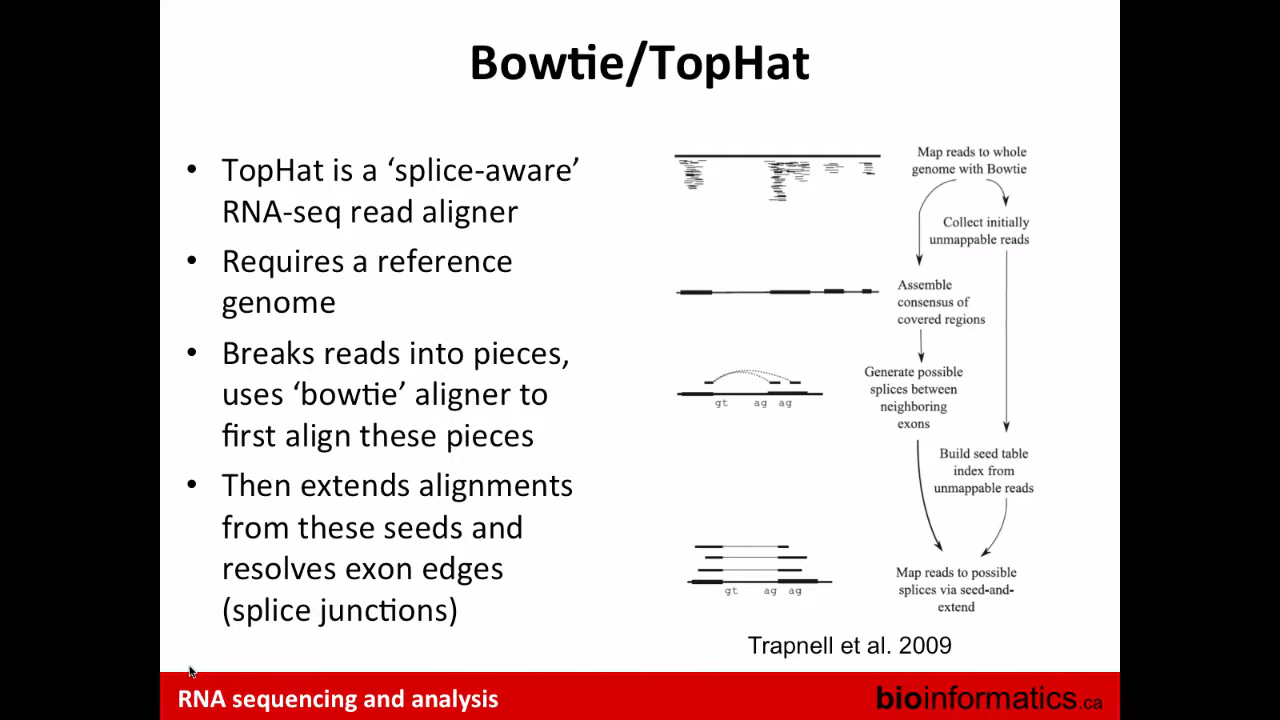 Bowtie/TopHat
• TopHat is a ‘splice-aware’
RNA-seq read aligner
• Requires a reference
genome
• Breaks reads into pieces,
uses ‘bowtie’ aligner to
first align these pieces
• Then extends alignments
from these seeds and
resolves exon edges
(splice junctions)
Map reads to whole
genome with Bowtie
Collect initially
unmappable reads
Assemble
consensus of
covered regions
Generate possible
splices between
neighboring
exons
gt ag ag
Build seed table
index from
unmappable reads
Map reads to possible
splices via seed-and-
extend
gt ag ag
Trapnell et al. 2009
RNA sequencing and analysis
bioinformatics.ca